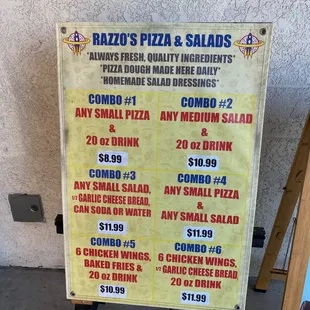 RAZZO'S PIZZA & SALADS
*ALWAYS FRESH, QUALITY INGREDIENTS*
*PIZZA DOUGH MADE HERE DAILY*
*HOMEMADE SALAD DRESSINGS*
COMBO #1
ANY SMALL PIZZA
&
20 oz DRINK
$8.99
COMBO #2
ANY MEDIUM SALAD
&
20 oz DRINK
$10.99
COMBO #3
ANY SMALL SALAD,
1/2 GARLIC CHEESE BREAD,
CAN SODA OR WATER
$11.99
COMBO #4
ANY SMALL PIZZA
&
ANY SMALL SALAD
$11.99
COMBO #5
6 CHICKEN WINGS,
BAKED FRIES &
20 oz DRINK
$10.99
COMBO #6
6 CHICKEN WINGS,
1/2 GARLIC CHEESE BREAD,
20 oz DRINK
$11.99